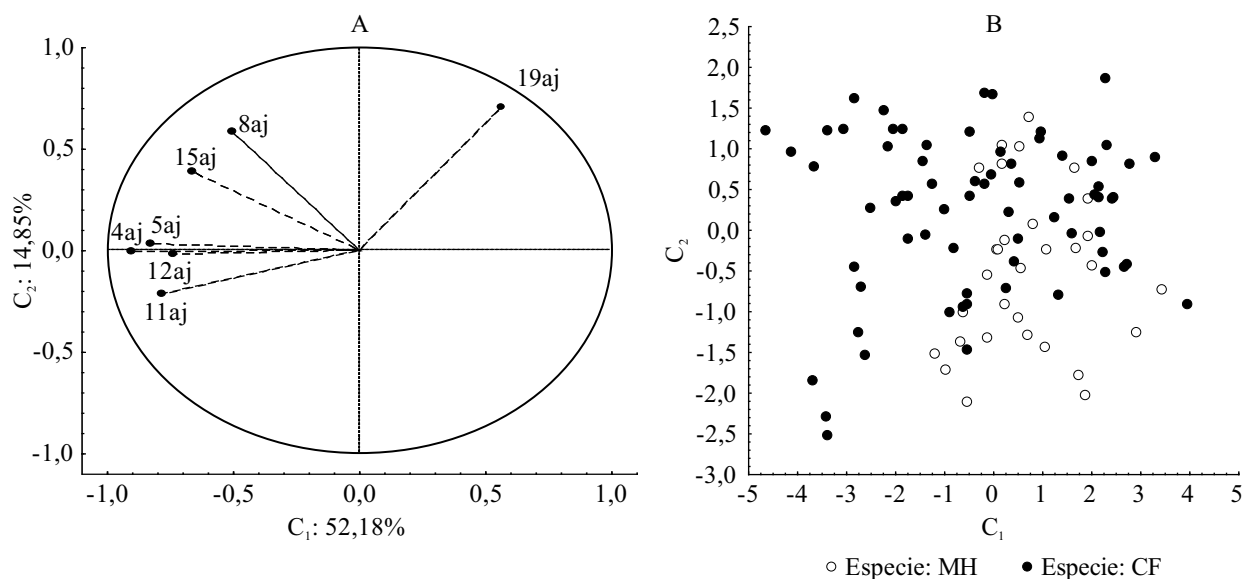 A
1,0
0,5
0,0
-0,5
-1,0
C₂: 14,85%
19aj
8aj
15aj
5aj
4aj
12aj
11aj
-1,0 -0,5 0,0 0,5 1,0
C₁: 52,18%
B
2,5
2,0
1,5
1,0
0,5
0,0
-0,5
-1,0
-1,5
-2,0
-2,5
-3,0
C₂
-5 -4 -3 -2 -1 0 1 2 3 4 5
C₁
Especie: MH Especie: CF